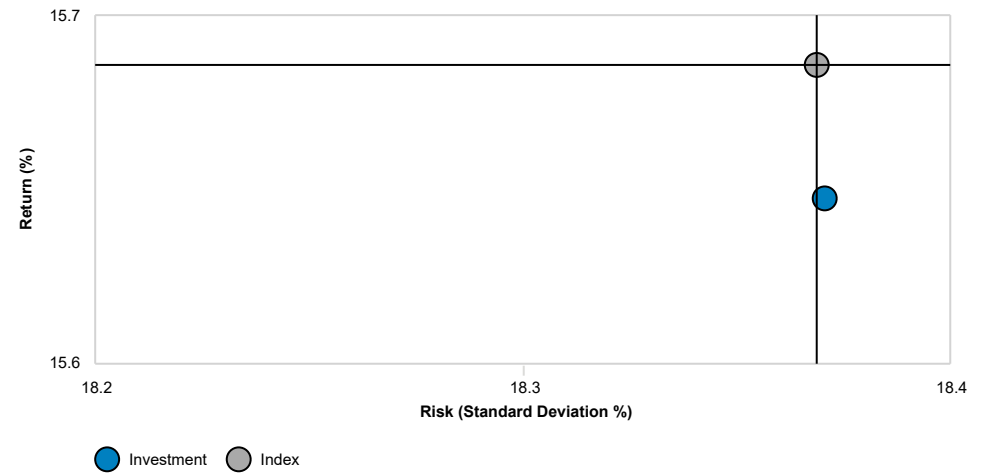 15.7
Return (%)
15.6
18.2 18.3 18.4
Risk (Standard Deviation %)
Investment Index